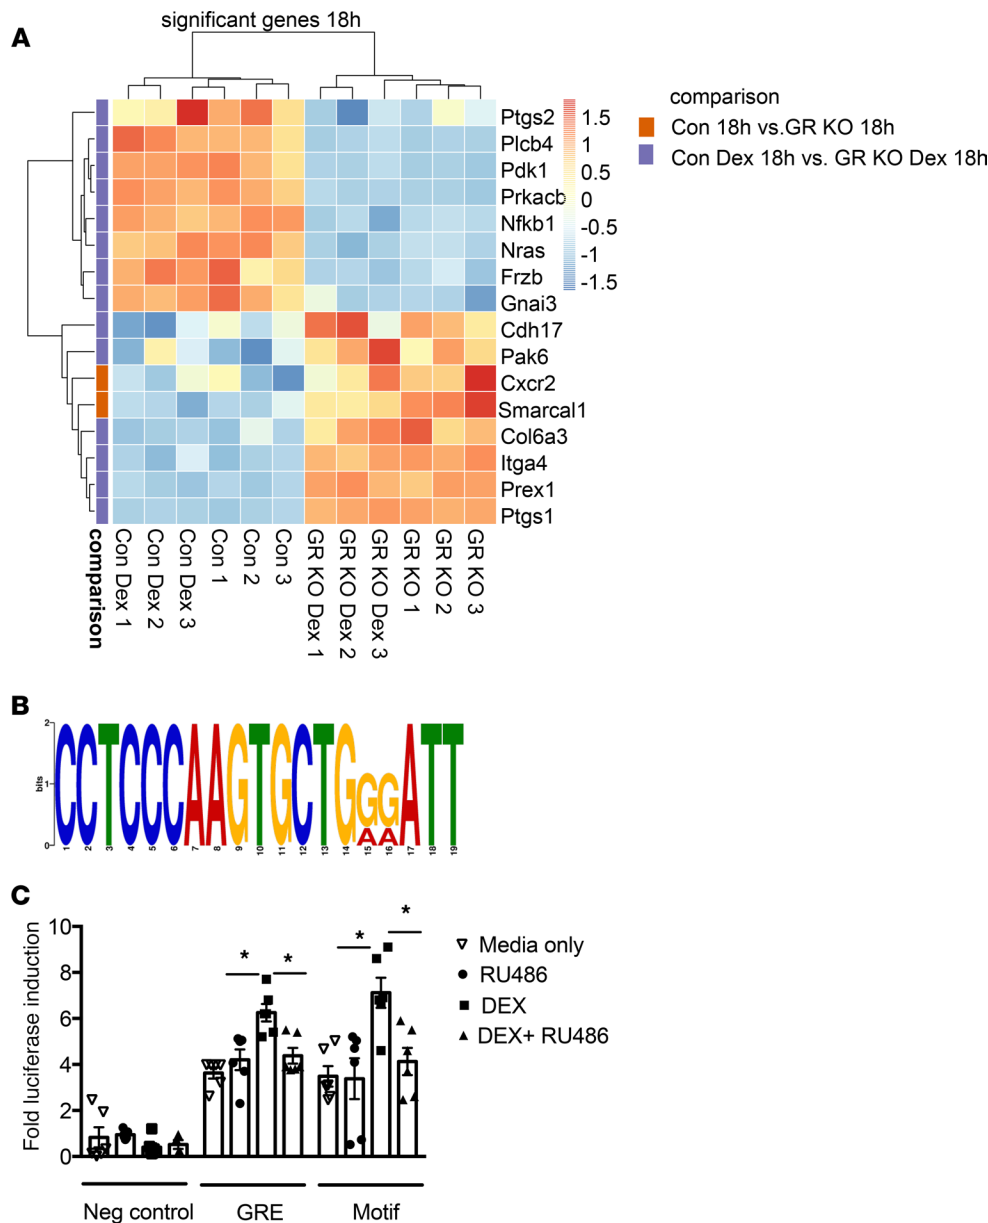 A
significant genes 18h
Ptgs2
Plcb4
Pdk1
Prkacb
Nfkb1
Nras
Frzb
Gnai3
Cdh17
Pak6
Cxcr2
Smarcal1
Col6a3
Itga4
Prex1
Ptgs1
1.5
1
0.5
0
-0.5
-1
-1.5
comparison
Con 18h vs.GR KO 18h
Con Dex 18h vs. GR KO Dex 18h
comparison
Con Dex 1
Con Dex 2
Con Dex 3
Con 1
Con 2
Con 3
GR KO Dex 1
GR KO Dex 2
GR KO Dex 3
GR KO 1
GR KO 2
GR KO 3
B
bits
2
1
0
CCTCCCAAGTGCTGGGATT
AA
1 2 3 4 5 6 7 8 9 10 11 12 13 14 15 16 17 18 19
C
Fold luciferase induction
10
8
6
4
2
0
* * * *
Media only
RU486
DEX
DEX+ RU486
Neg control GRE Motif